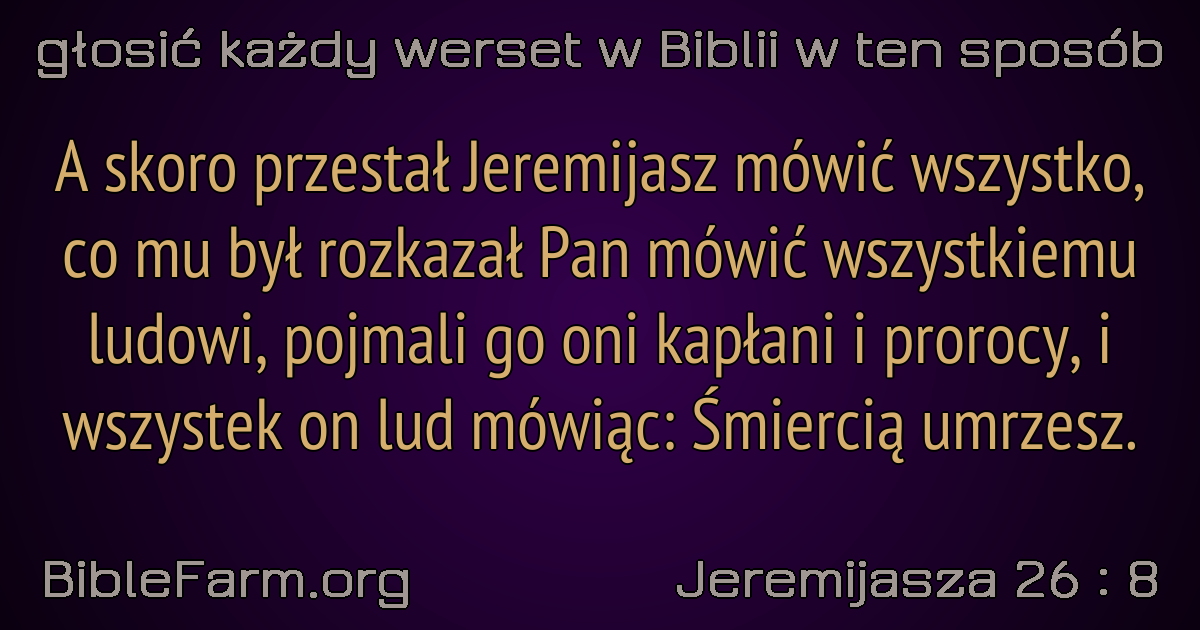 głosić każdy werset w Biblii w ten sposób
A skoro przestał Jeremijasz mówić wszystko,
co mu był rozkazał Pan mówić wszystkiemu
ludowi, pojmali go oni kapłani i prorocy, i
wszystek on lud mówiąc: Śmiercią umrzesz.
BibleFarm.org
Jeremijasza 26 : 8